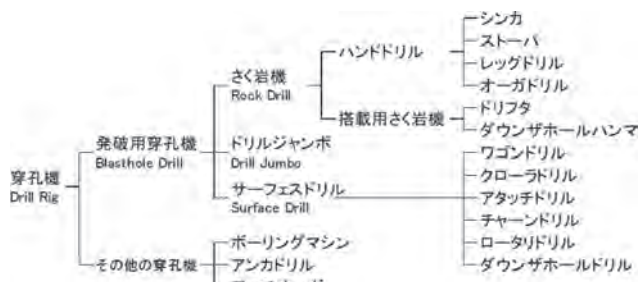 穿孔機
Drill Rig
発破用穿孔機
Blasthole Drill
さく岩機
Rock Drill
ハンドドリル
シンカ
ストーパ
レッグドリル
オーガドリル
搭載用さく岩機
ドリフタ
ダウンザホールハンマ
ドリルジャンボ
Drill Jumbo
サーフェスドリル
Surface Drill
ワゴンドリル
クローラドリル
アタッチドリル
チャーンドリル
ロータリドリル
ダウンザホールドリル
その他の穿孔機
ボーリングマシン
アンカドリル